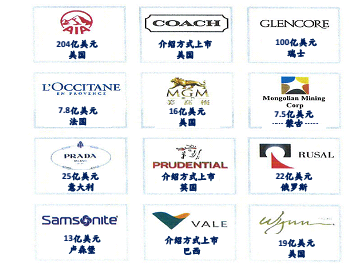 AIA
204亿美元
美国
COACH
介绍方式上市
美国
GLENCORE
100亿美元
瑞士
L'OCCITANE
EN PROVENCE
7.8亿美元
法国
MGM
美高梅
16亿美元
美国
Mongolian Mining
Corp
7.5亿美元
蒙古
PRADA
MILANO
25亿美元
意大利
PRUDENTIAL
介绍方式上市
英国
RUSAL
22亿美元
俄罗斯
Samsonite
13亿美元
卢森堡
VALE
介绍方式上市
巴西
Wynn
19亿美元
美国